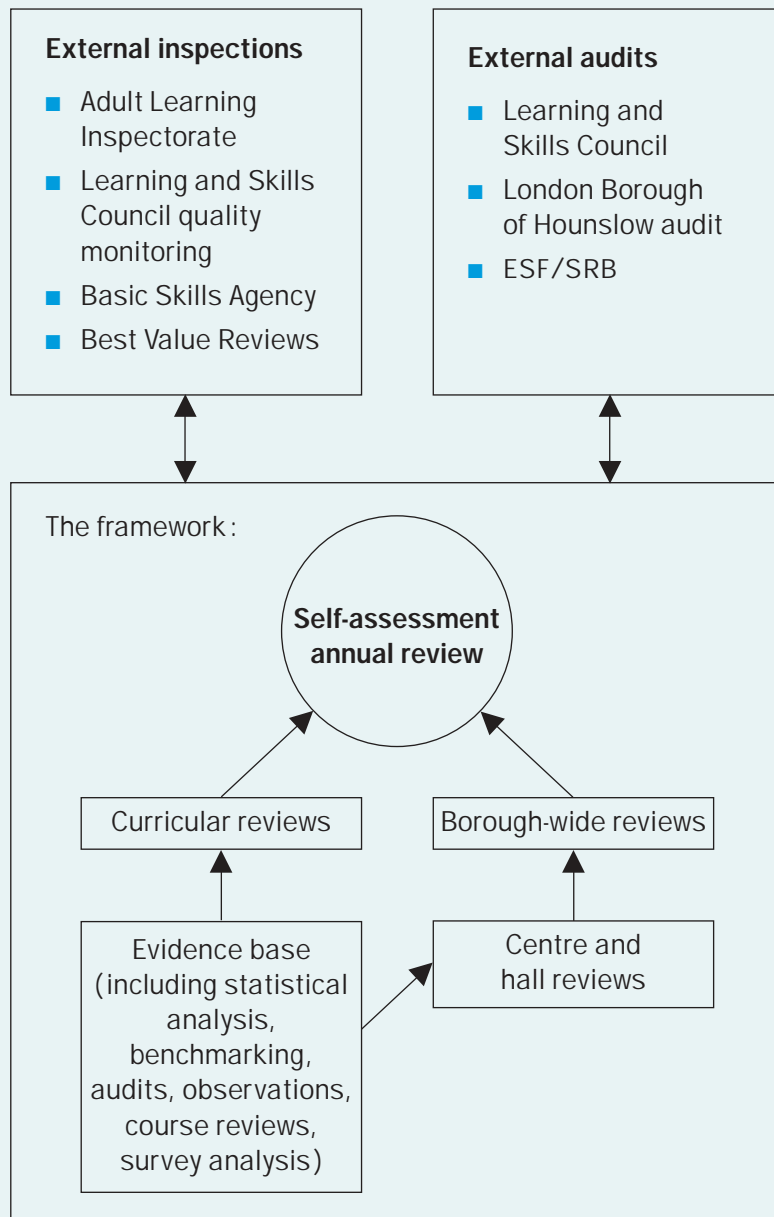 External inspections
Adult Learning
Inspectorate
Learning and Skills
Council quality
monitoring
Basic Skills Agency
Best Value Reviews
External audits
Learning and
Skills Council
London Borough
of Hounslow audit
ESF/SRB
The framework:
Self-assessment
annual review
Curricular reviews
Borough-wide reviews
Evidence base
(including statistical
analysis,
benchmarking,
audits, observations,
course reviews,
survey analysis)
Centre and
hall reviews